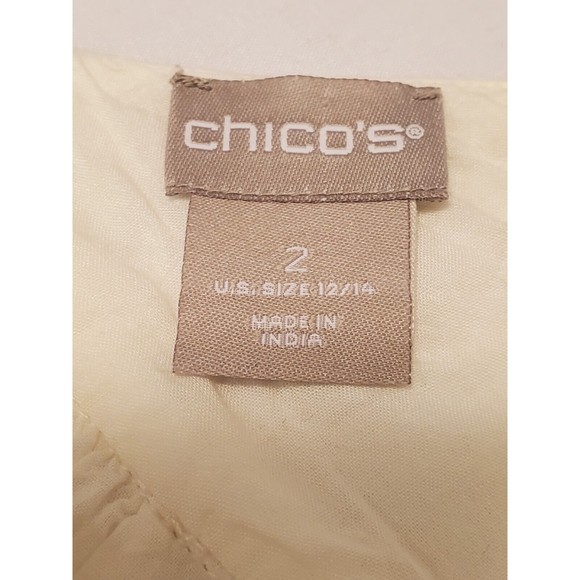 chico's®
2
U.S. SIZE 12/14
MADE IN
INDIA